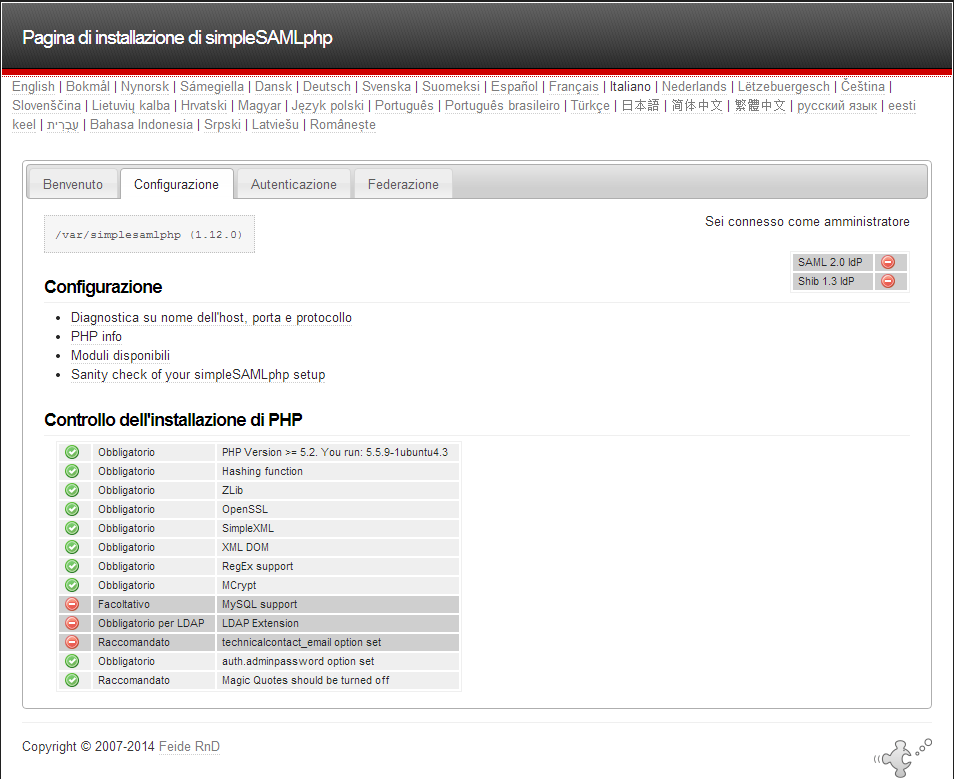 Pagina di installazione di simpleSAMLphp
English | Bokmål | Nynorsk | Sámegiella | Dansk | Deutsch | Svenska | Suomeksi | Español | Français | Italiano | Nederlands | Lëtzebuergesch | Čeština |
Slovenščina | Lietuvių kalba | Hrvatski | Magyar | Język polski | Português | Português brasileiro | Türkçe | 日本語 | 简体中文 | 繁體中文 | русский язык | eesti
keel | עִבְרִית | Bahasa Indonesia | Srpski | Latviešu | Românește
Benvenuto Configurazione Autenticazione Federazione
/var/simplesamlphp (1.12.0)
Sei connesso come amministratore
SAML 2.0 IdP
Shib 1.3 IdP
Configurazione
• Diagnostica su nome dell'host, porta e protocollo
• PHP info
• Moduli disponibili
• Sanity check of your simpleSAMLphp setup
Controllo dell'installazione di PHP
Obbligatorio PHP Version >= 5.2. You run: 5.5.9-1ubuntu4.3
Obbligatorio Hashing function
Obbligatorio ZLib
Obbligatorio OpenSSL
Obbligatorio SimpleXML
Obbligatorio XML DOM
Obbligatorio RegEx support
Obbligatorio MCrypt
Facoltativo MySQL support
Obbligatorio per LDAP LDAP Extension
Raccomandato technicalcontact_email option set
Obbligatorio auth.adminpassword option set
Raccomandato Magic Quotes should be turned off
Copyright © 2007-2014 Feide RnD